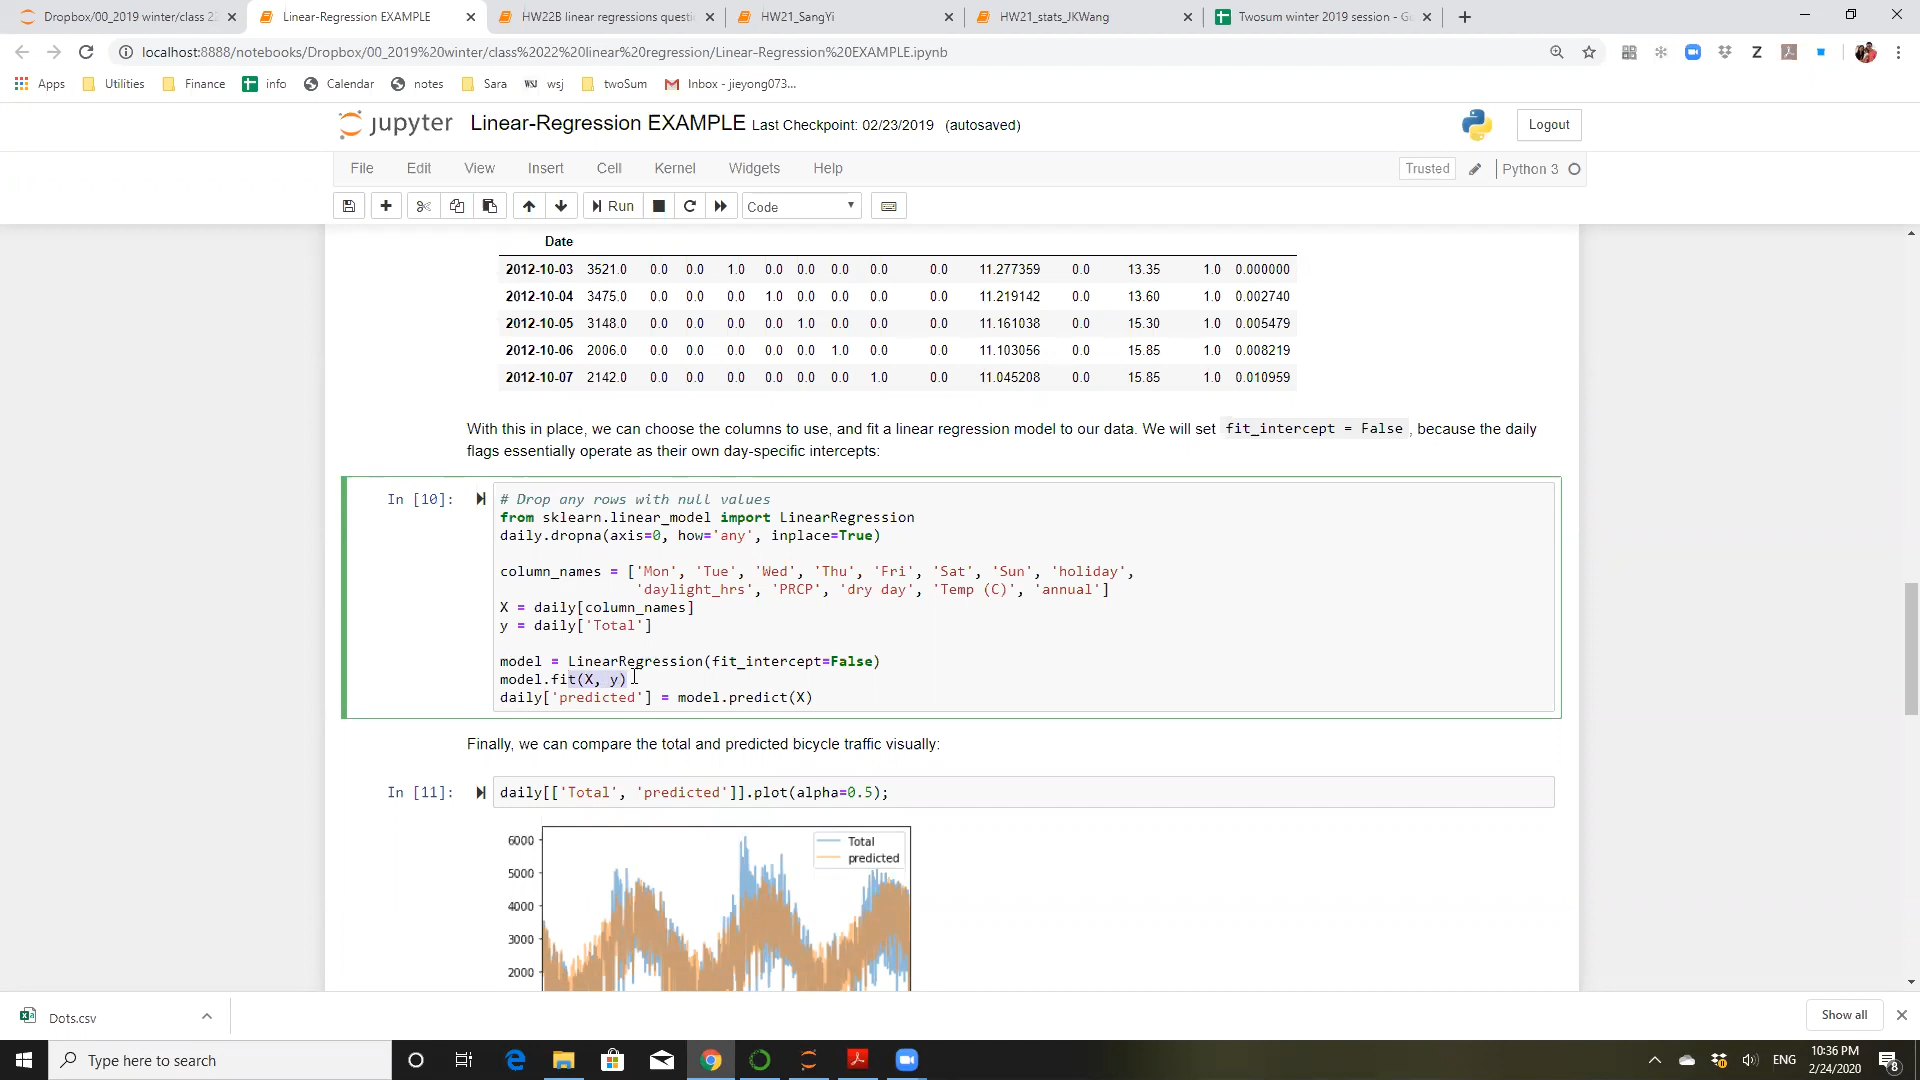 Dropbox/00_2019 winter/class 22
Linear-Regression EXAMPLE
HW22B linear regressions questi
HW21_SangYi
HW21_stats_JKWang
Twosum winter 2019 session - G
localhost:8888/notebooks/Dropbox/00_2019%20winter/class%2022%20linear%20regression/Linear-Regression%20EXAMPLE.ipynb
Apps Utilities Finance info Calendar notes Sara WSJ wsj twoSum Inbox - jieyong073...
jupyter Linear-Regression EXAMPLE Last Checkpoint: 02/23/2019 (autosaved)
Logout
File Edit View Insert Cell Kernel Widgets Help
Trusted Python 3
Run Code
Date
2012-10-03 3521.0 0.0 0.0 1.0 0.0 0.0 0.0 0.0 0.0 11.277359 0.0 13.35 1.0 0.000000
2012-10-04 3475.0 0.0 0.0 0.0 1.0 0.0 0.0 0.0 0.0 11.219142 0.0 13.60 1.0 0.002740
2012-10-05 3148.0 0.0 0.0 0.0 0.0 1.0 0.0 0.0 0.0 11.161038 0.0 15.30 1.0 0.005479
2012-10-06 2006.0 0.0 0.0 0.0 0.0 0.0 1.0 0.0 0.0 11.103056 0.0 15.85 1.0 0.008219
2012-10-07 2142.0 0.0 0.0 0.0 0.0 0.0 0.0 1.0 0.0 11.045208 0.0 15.85 1.0 0.010959
With this in place, we can choose the columns to use, and fit a linear regression model to our data. We will set fit_intercept = False , because the daily
flags essentially operate as their own day-specific intercepts:
In [10]:
# Drop any rows with null values
from sklearn.linear_model import LinearRegression
daily.dropna(axis=0, how='any', inplace=True)
column_names = ['Mon', 'Tue', 'Wed', 'Thu', 'Fri', 'Sat', 'Sun', 'holiday',
'daylight_hrs', 'PRCP', 'dry day', 'Temp (C)', 'annual']
X = daily[column_names]
y = daily['Total']
model = LinearRegression(fit_intercept=False)
model.fit(X, y)
daily['predicted'] = model.predict(X)
Finally, we can compare the total and predicted bicycle traffic visually:
In [11]:
daily[['Total', 'predicted']].plot(alpha=0.5);
6000
5000
4000
3000
2000
Total
predicted
Dots.csv
Show all
Type here to search
ENG
10:36 PM
2/24/2020
8